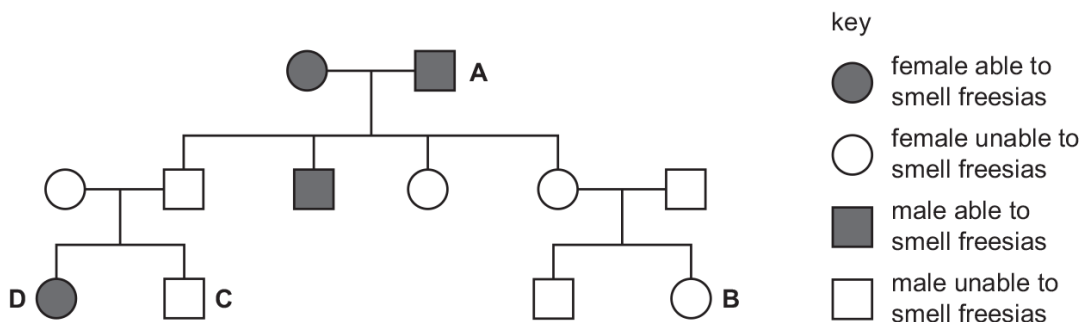 key
A
female able to
smell freesias
female unable to
smell freesias
male able to
smell freesias
male unable to
smell freesias
D
C
B